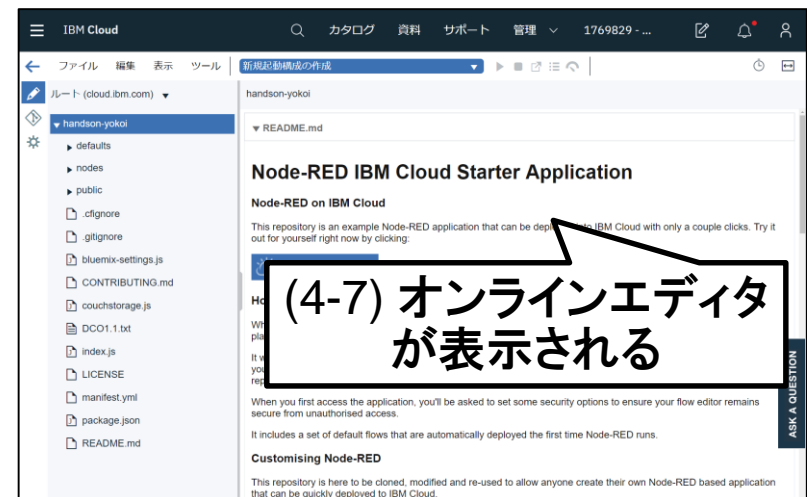 IBM Cloud カタログ 資料 サポート 管理 1769829 - ...
ファイル 編集 表示 ツール 新規起動構成の作成
ルート (cloud.ibm.com)
handson-yokoi
defaults
nodes
public
.cfignore
.gitignore
bluemix-settings.js
CONTRIBUTING.md
couchstorage.js
DCO1.1.txt
index.js
LICENSE
manifest.yml
package.json
README.md
handson-yokoi
README.md
Node-RED IBM Cloud Starter Application
Node-RED on IBM Cloud
This repository is an example Node-RED application that can be into IBM Cloud with only a couple clicks. Try it
out for yourself right now by clicking:
(4-7) オンラインエディタ
が表示される
When you first access the application, you'll be asked to set some security options to ensure your flow editor remains
secure from unauthorised access.
It includes a set of default flows that are automatically deployed the first time Node-RED runs.
Customising Node-RED
This repository is here to be cloned, modified and re-used to allow anyone create their own Node-RED based application
that can be quickly deployed to IBM Cloud.
ASK A QUESTION